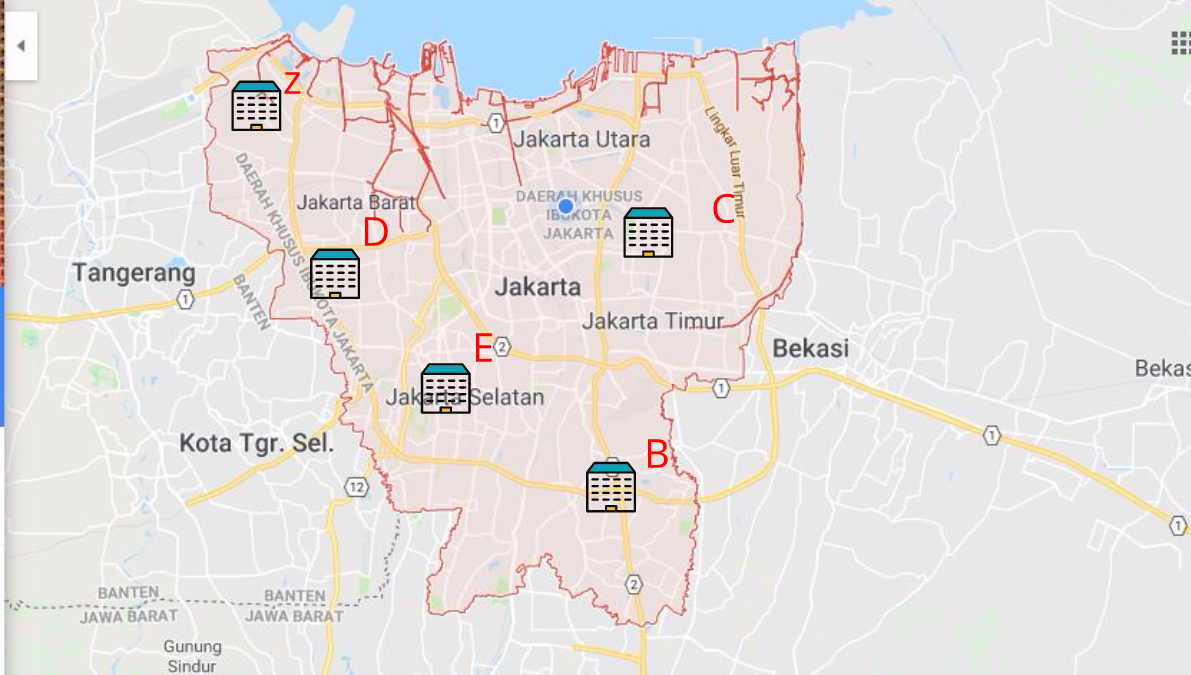 z
1
Jakarta Utara
Lingkar Luar Timur
DAERAH KHUSUS
IBUKOTA
JAKARTA
Jakarta Barat
C
D
DAERAH KHUSUS IBUKOTA JAKARTA
BANTEN
Tangerang
1
Jakarta
Jakarta Timur
E
2
Bekasi
Bekas
1
Jakarta Selatan
Kota Tgr. Sel.
B
1
12
1
2
BANTEN
JAWA BARAT
BANTEN
JAWA BARAT
Gunung
Sindur